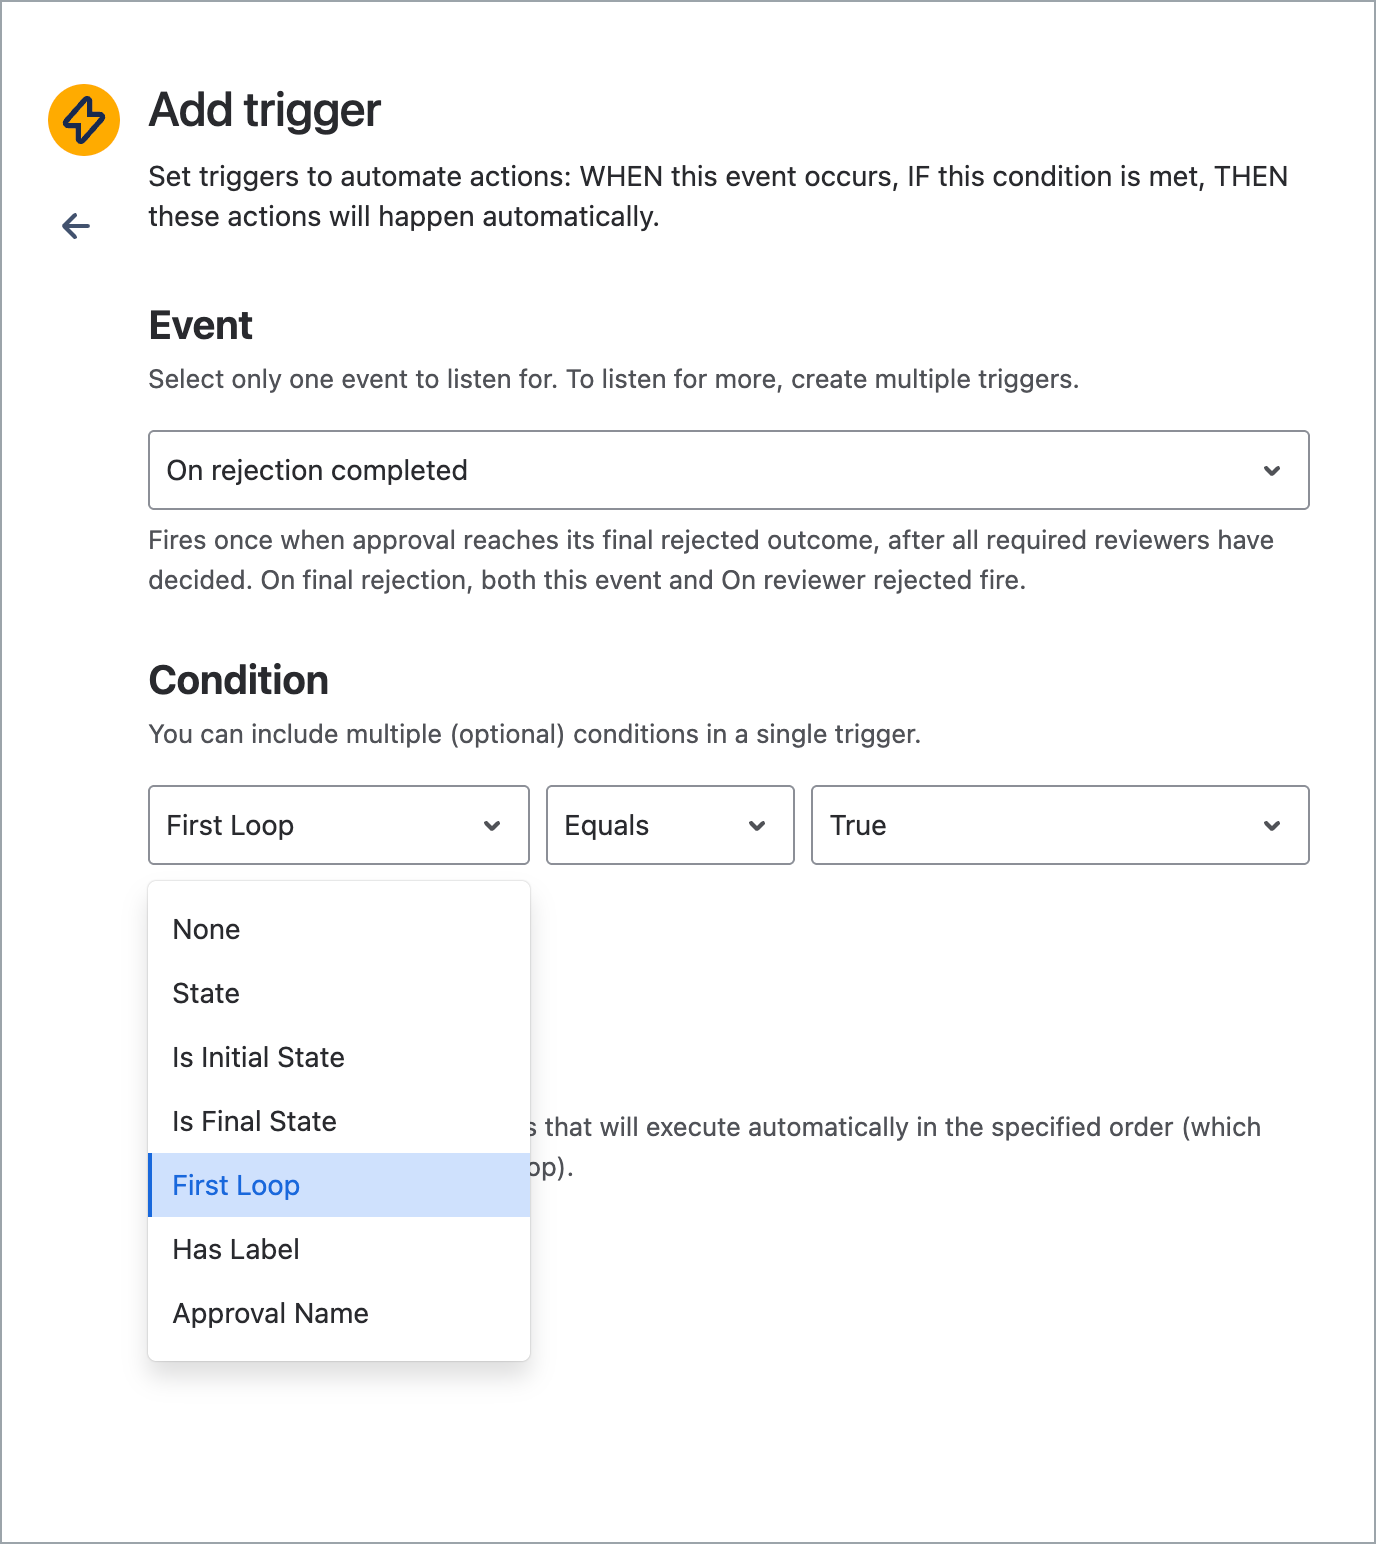 Add trigger
Set triggers to automate actions: WHEN this event occurs, IF this condition is met, THEN
these actions will happen automatically.
Event
Select only one event to listen for. To listen for more, create multiple triggers.
On rejection completed
Fires once when approval reaches its final rejected outcome, after all required reviewers have
decided. On final rejection, both this event and On reviewer rejected fire.
Condition
You can include multiple (optional) conditions in a single trigger.
First Loop
Equals
True
None
State
Is Initial State
Is Final State
that will execute automatically in the specified order (which
First Loop
Has Label
Approval Name